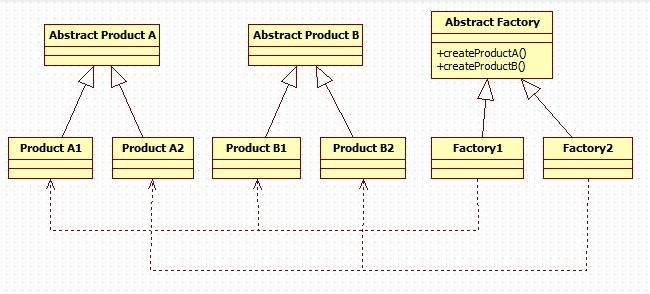 Abstract Product A
Abstract Product B
Abstract Factory
+createProductA()
+createProductB()
Product A1
Product A2
Product B1
Product B2
Factory1
Factory2